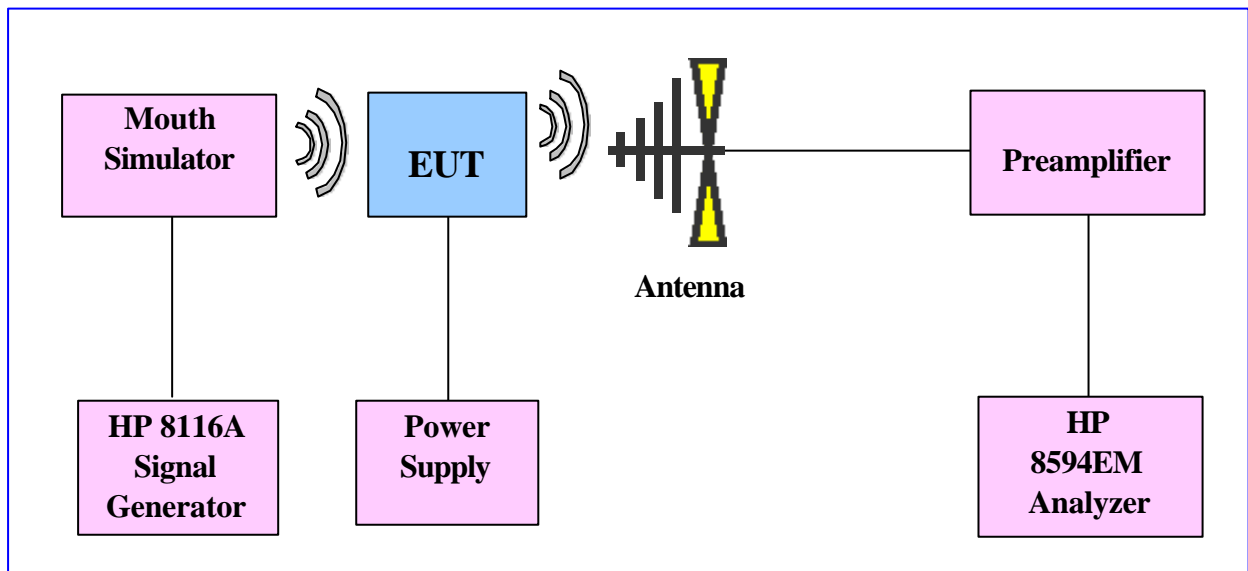 Mouth
Simulator
EUT
Preamplifier
Antenna
HP 8116A
Signal
Generator
Power
Supply
HP
8594EM
Analyzer